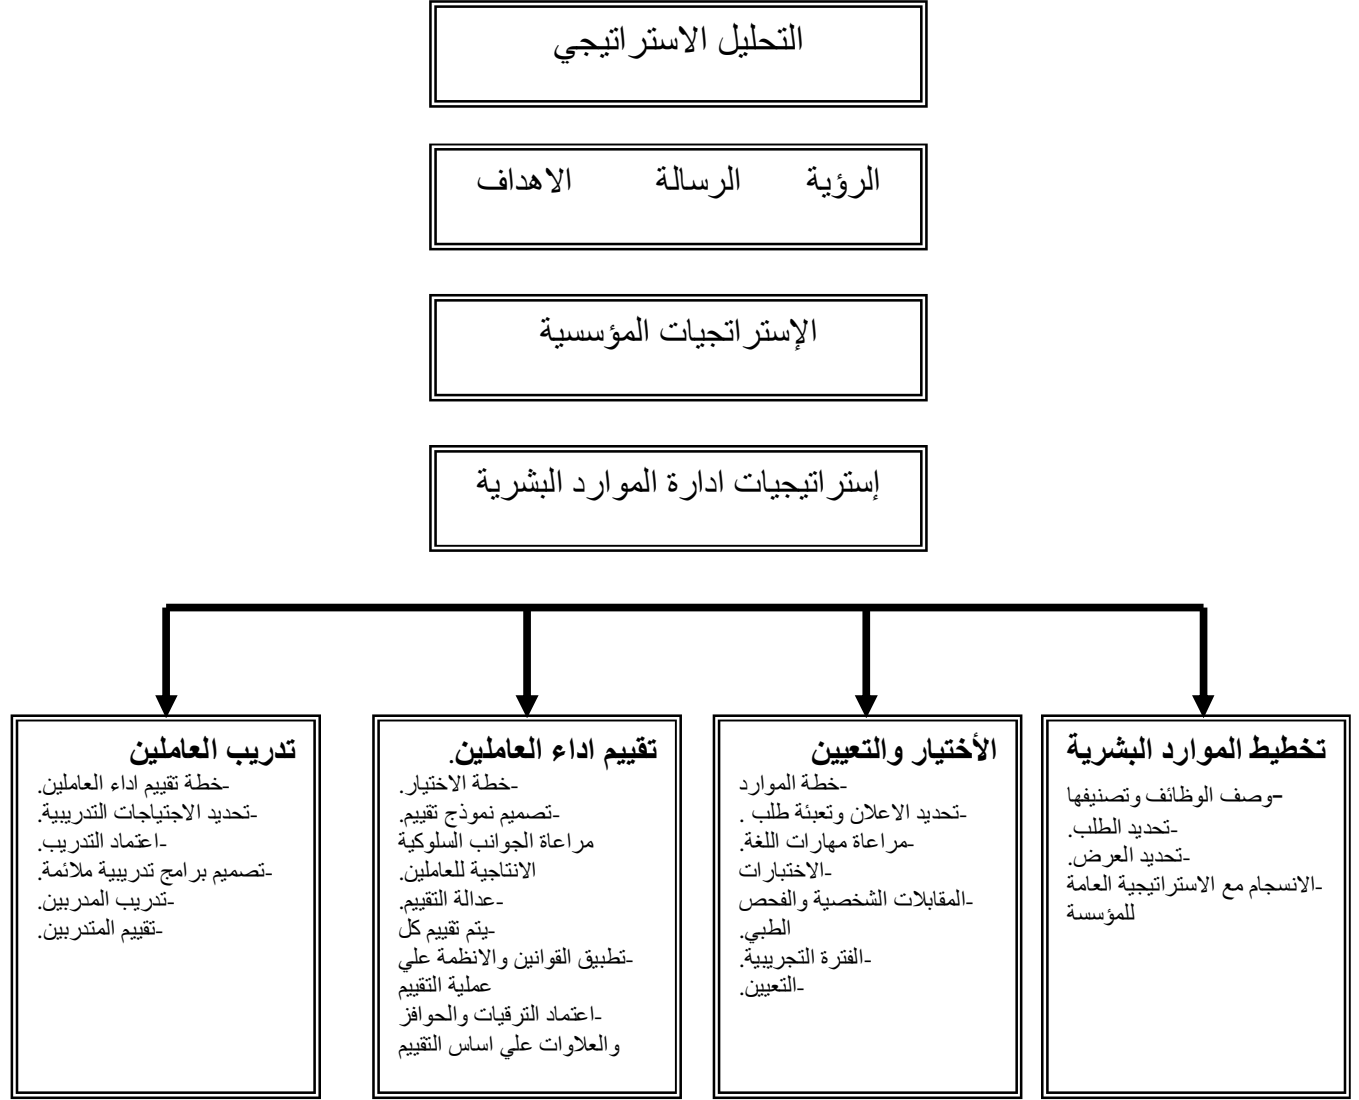 التحليل الاستراتيجي
الرؤية الرسالة الاهداف
الإستراتجيات المؤسسية
إستراتيجيات ادارة الموارد البشرية
تخطيط الموارد البشرية
-وصف الوظائف وتصنيفها
-تحديد الطلب.
-تحديد العرض.
-الانسجام مع الاستراتيجية العامة
للمؤسسة
الأختيار والتعيين
-خطة الموارد
-تحديد الاعلان وتعبئة طلب .
-مراعاة مهارات اللغة.
-الاختبارات
-المقابلات الشخصية والفحص
الطبي.
-الفترة التجريبية.
-التعيين.
تقييم اداء العاملين.
-خطة الاختيار.
-تصميم نموذج تقييم.
مراعاة الجوانب السلوكية
الانتاجية للعاملين.
-عدالة التقييم.
-يتم تقييم كل
-تطبيق القوانين والانظمة علي
عملية التقييم
-اعتماد الترقيات والحوافز
والعلاوات علي اساس التقييم
تدريب العاملين
-خطة تقييم اداء العاملين.
-تحديد الاجتياجات التدريبية.
-اعتماد التدريب.
-تصميم برامج تدريبية ملائمة.
-تدريب المدربين.
-تقييم المتدربين.